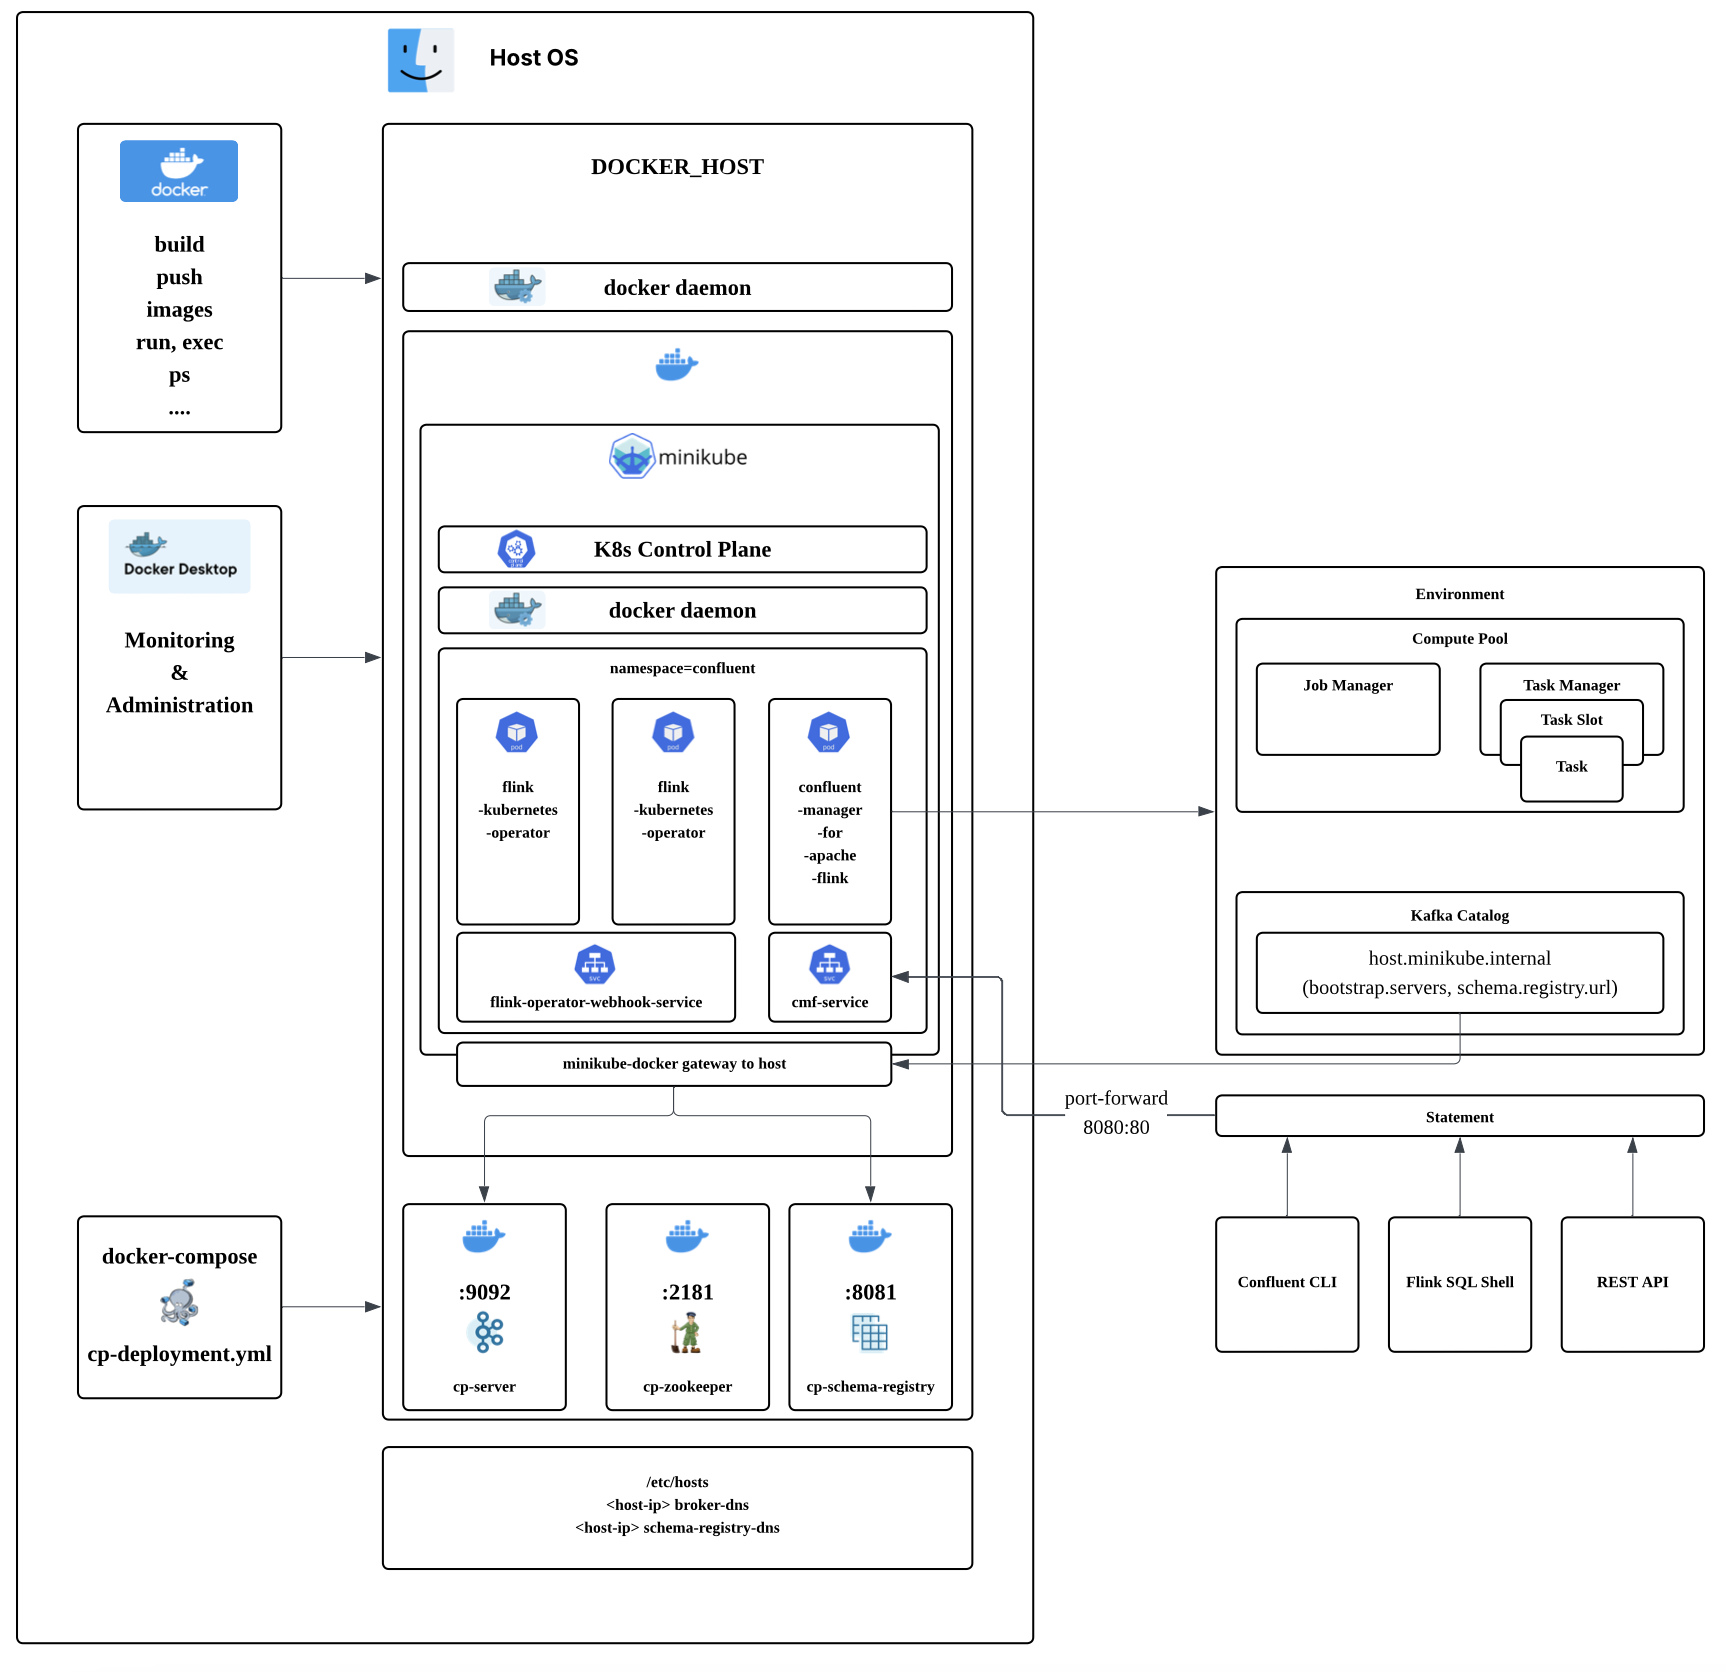 Host OS
docker
build
push
images
run, exec
ps
....
Docker Desktop
Monitoring
&
Administration
docker-compose
cp-deployment.yml
DOCKER_HOST
docker daemon
minikube
K8s Control Plane
docker daemon
namespace=confluent
pod
flink
-kubernetes
-operator
pod
flink
-kubernetes
-operator
pod
confluent
-manager
-for
-apache
-flink
svc
flink-operator-webhook-service
svc
cmf-service
minikube-docker gateway to host
:9092
cp-server
:2181
cp-zookeeper
:8081
cp-schema-registry
/etc/hosts
<host-ip> broker-dns
<host-ip> schema-registry-dns
Environment
Compute Pool
Job Manager
Task Manager
Task Slot
Task
Kafka Catalog
host.minikube.internal
(bootstrap.servers, schema.registry.url)
port-forward
8080:80
Statement
Confluent CLI
Flink SQL Shell
REST API